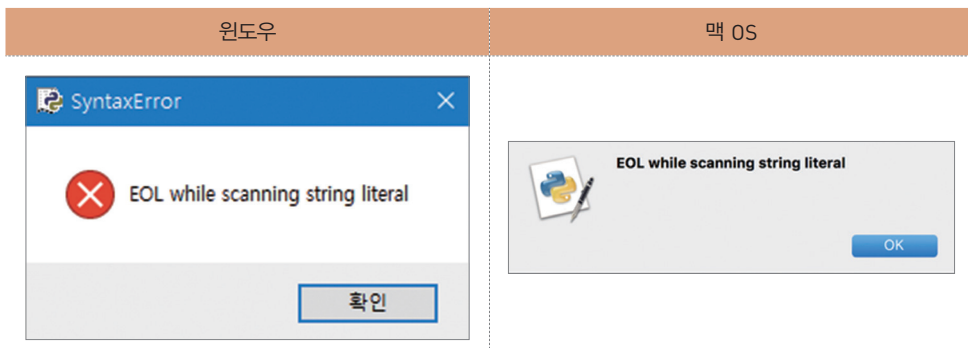 윈도우
맥 OS
SyntaxError
EOL while scanning string literal
확인
EOL while scanning string literal
OK